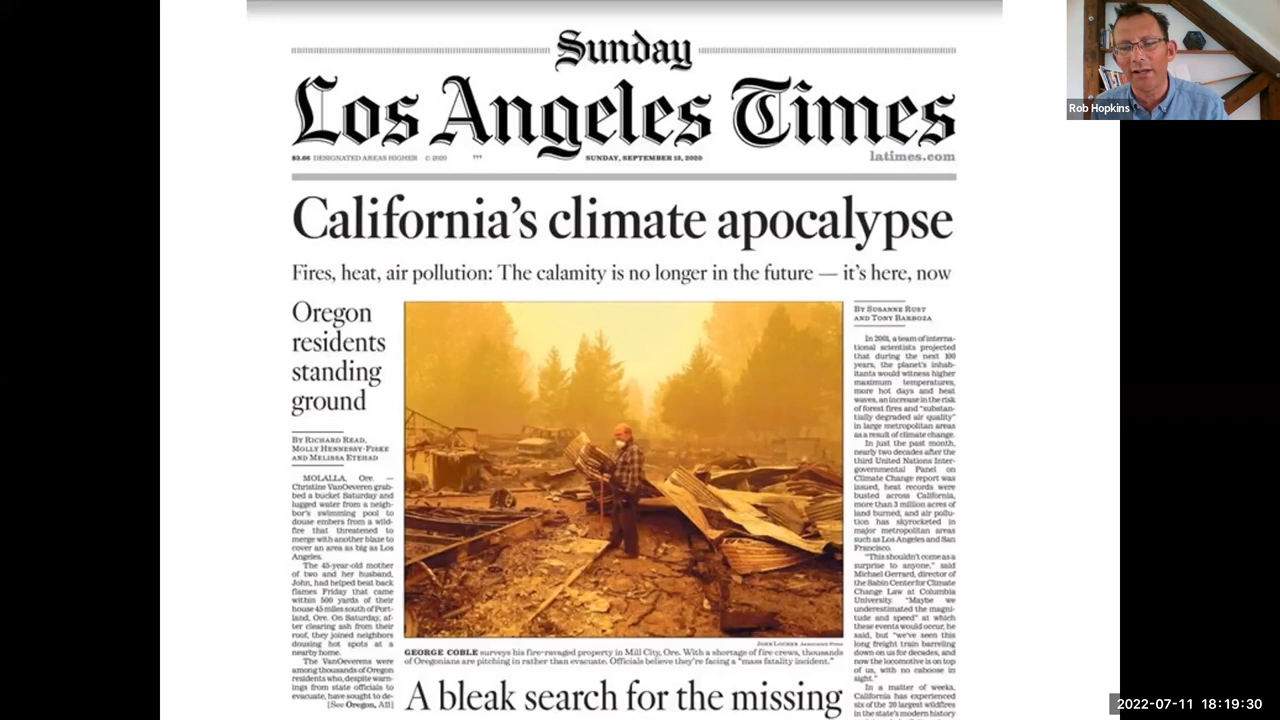 Sunday
Los Angeles Times
$3.66 DESIGNATED AREAS HIGHER © 2020
SUNDAY, SEPTEMBER 13, 2020
latimes.com
California’s climate apocalypse
Fires, heat, air pollution: The calamity is no longer in the future — it’s here, now
Oregon
residents
standing
ground
BY RICHARD READ,
MOLLY HENNESSY-FISKE
AND MELISSA ETEHAD
MOLALLA, Ore. —
Christine VanOeveren grab-
bed a bucket Saturday and
lugged water from a neigh-
bor’s swimming pool to
douse embers from a wild-
fire that threatened to
merge with another blaze to
cover an area as big as Los
Angeles.
The 45-year-old mother
of two and her husband,
John, had helped beat back
flames Friday that came
within 500 yards of their
house 45 miles south of Port-
land, Ore. On Saturday, af-
ter clearing ash from their
roof, they joined neighbors
dousing hot spots at a
nearby home.
The VanOeverens were
among thousands of Oregon
residents who, despite warn-
ings from state officials to
evacuate, have sought to de-
[See Oregon, A11]
JOHN LOCHER Associated Press
GEORGE COBLE surveys his fire-ravaged property in Mill City, Ore. With a shortage of fire crews, thousands
of Oregonians are pitching in rather than evacuate. Officials believe they’re facing a “mass fatality incident.”
A bleak search for the missing
BY SUSANNE RUST
AND TONY BARBOZA
In 2001, a team of interna-
tional scientists projected
that during the next 100
years, the planet’s inhab-
itants would witness higher
maximum temperatures,
more hot days and heat
waves, an increase in the risk
of forest fires and “substan-
tially degraded air quality”
in large metropolitan areas
as a result of climate change.
In just the past month,
nearly two decades after the
third United Nations Inter-
governmental Panel on
Climate Change report was
issued, heat records were
busted across California,
more than 3 million acres of
land burned, and air pollu-
tion has skyrocketed in
major metropolitan areas
such as Los Angeles and San
Francisco.
“This shouldn’t come as a
surprise to anyone,” said
Michael Gerrard, director of
the Sabin Center for Climate
Change Law at Columbia
University. “Maybe we
underestimated the magni-
tude and speed” at which
these events would occur, he
said, but “we’ve seen this
long freight train barreling
down on us for decades, and
now the locomotive is on top
of us, with no caboose in
sight.”
In a matter of weeks,
California has experienced
six of the 20 largest wildfires
in the state’s modern history
Rob Hopkins
2022-07-11 18:19:30